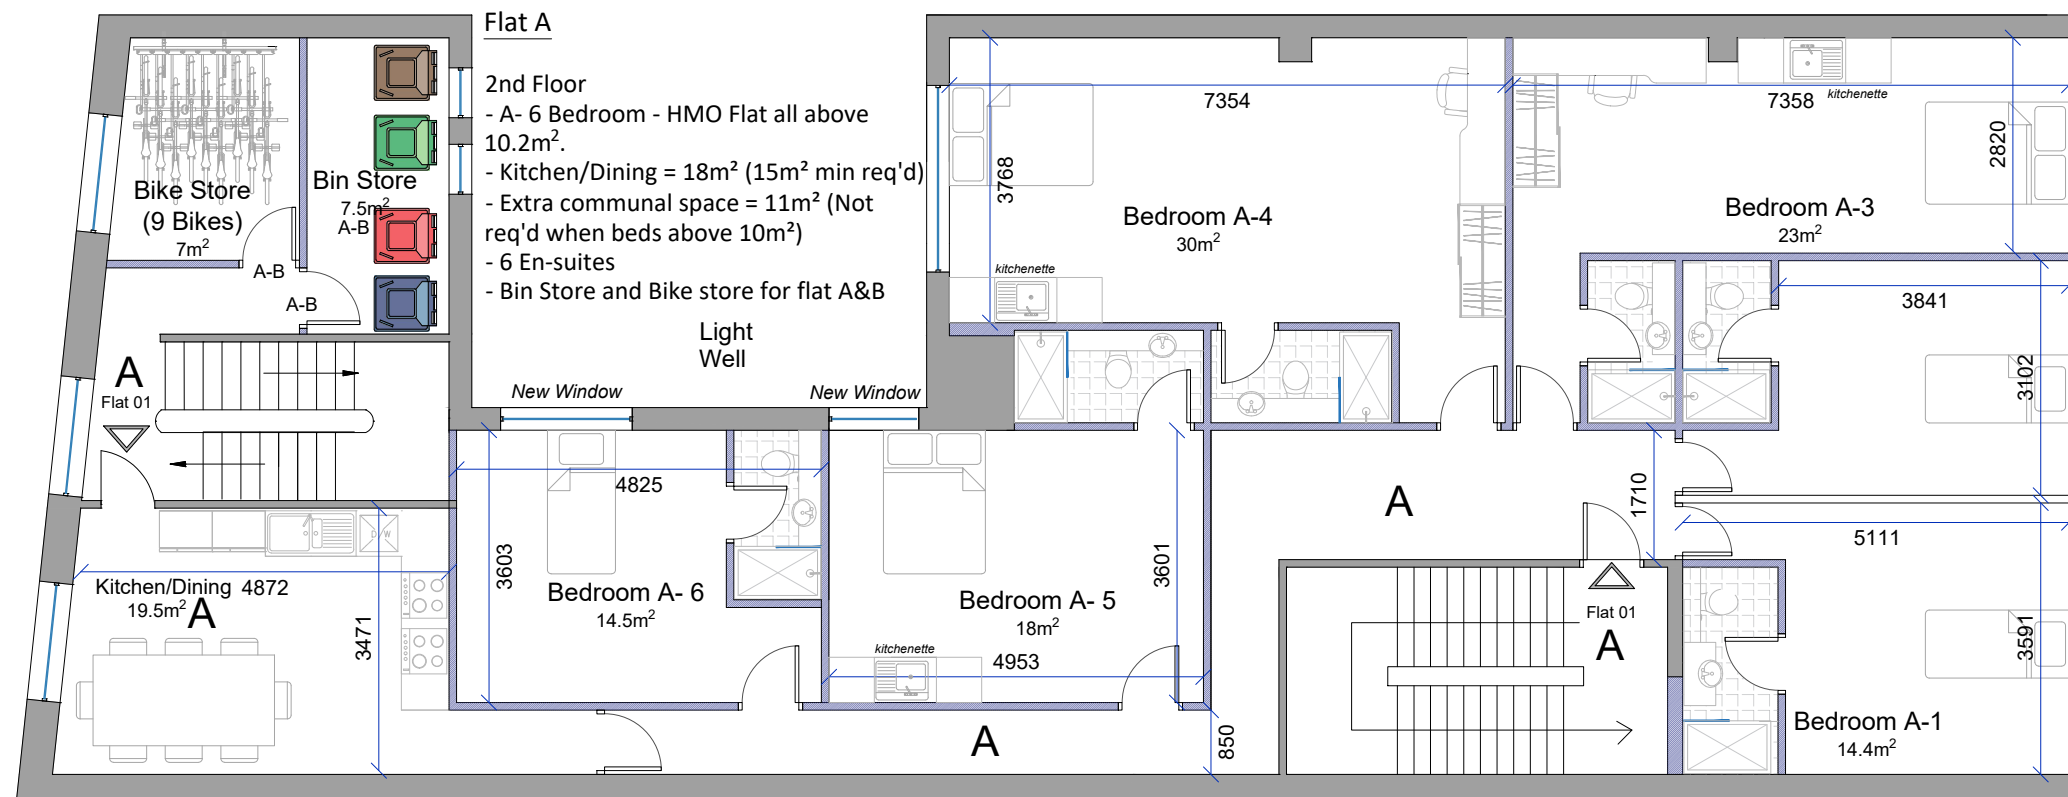 Flat A
2nd Floor
- A- 6 Bedroom - HMO Flat all above
10.2m².
- Kitchen/Dining = 18m² (15m² min req'd)
- Extra communal space = 11m² (Not
req'd when beds above 10m²)
- 6 En-suites
- Bin Store and Bike store for flat A&B
Light
Well
New Window
New Window
Bike Store
(9 Bikes)
7m²
Bin Store
7.5m²
A-B
A-B
A-B
A
Flat 01
7354
3768
Bedroom A-4
30m²
kitchenette
7358
kitchenette
2820
Bedroom A-3
23m²
3841
3102
4825
3603
Bedroom A- 6
14.5m²
3601
Bedroom A- 5
18m²
kitchenette
4953
D/W
Kitchen/Dining 4872
19.5m²
A
3471
A
850
A
1710
Flat 01
A
5111
3591
Bedroom A-1
14.4m²